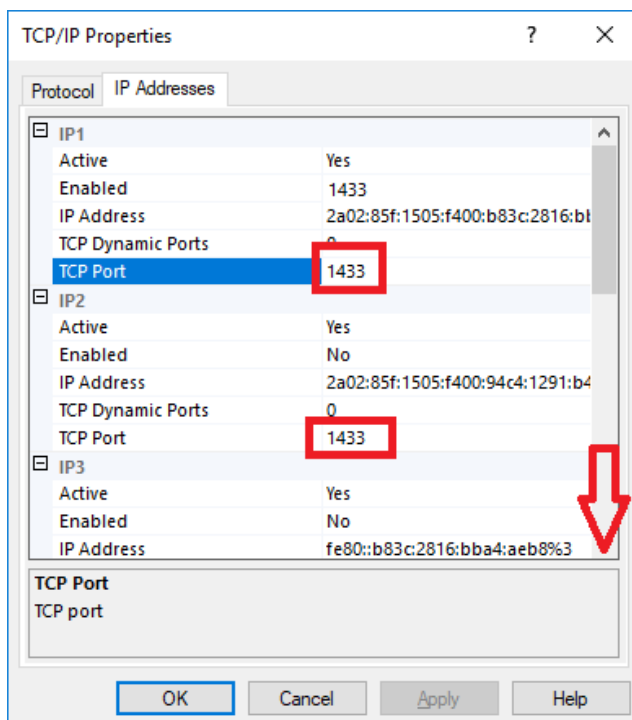 TCP/IP Properties ? ×
Protocol IP Addresses
IP1
Active Yes
Enabled 1433
IP Address 2a02:85f:1505:f400:b83c:2816:bb
TCP Dynamic Ports 0
TCP Port 1433
IP2
Active Yes
Enabled No
IP Address 2a02:85f:1505:f400:94c4:1291:b4
TCP Dynamic Ports 0
TCP Port 1433
IP3
Active Yes
Enabled No
IP Address fe80::b83c:2816:bba4:aeb8%3
TCP Port
TCP port
OK Cancel Apply Help